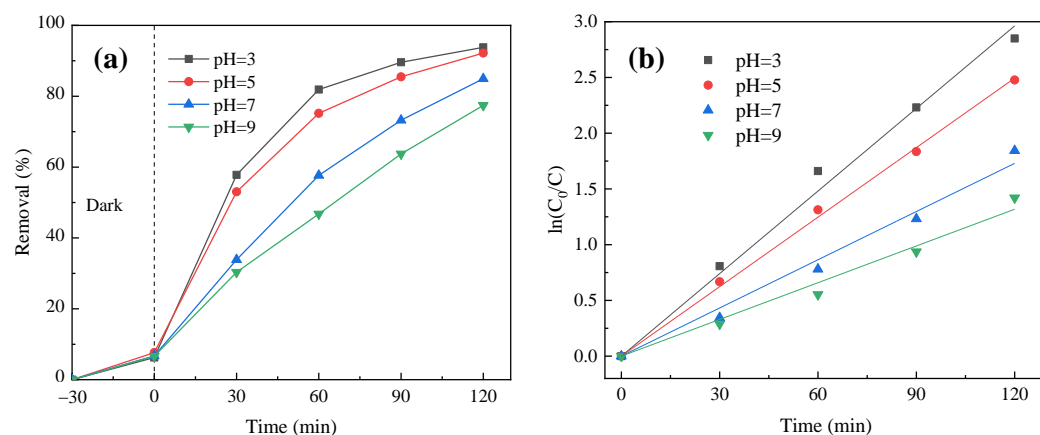 (a)
pH=3
pH=5
pH=7
pH=9
Dark
Removal (%)
100
80
60
40
20
0
−30 0 30 60 90 120
Time (min)
(b)
pH=3
pH=5
pH=7
pH=9
ln(C₀/C)
3.0
2.5
2.0
1.5
1.0
0.5
0.0
0 30 60 90 120
Time (min)